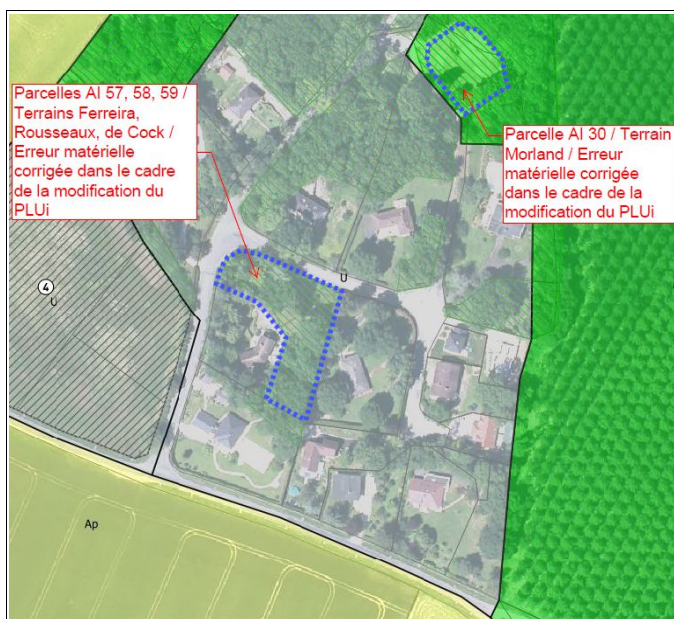 Parcelles AI 57, 58, 59 /
Terrains Ferreira,
Rousseaux, de Cock /
Erreur matérielle
corrigée dans le cadre
de la modification du
PLUi
Parcelle AI 30 / Terrain
Morland / Erreur
matérielle corrigée
dans le cadre de la
modification du PLUi
U
4
U
Ap